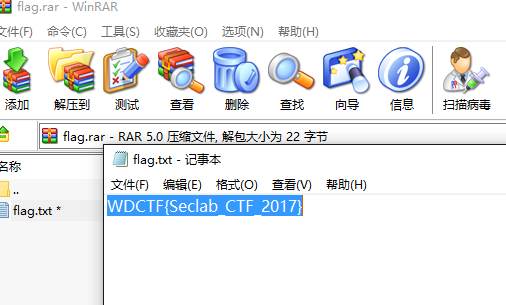 flag.rar - WinRAR
文件(F) 命令(C) 工具(S) 收藏夹(O) 选项(N) 帮助(H)
添加 解压到 测试 查看 删除 查找 向导 信息 扫描病毒
flag.rar - RAR 5.0 压缩文件, 解包大小为 22 字节
名称
..
flag.txt *
flag.txt - 记事本
文件(F) 编辑(E) 格式(O) 查看(V) 帮助(H)
WDCTF{Seclab_CTF_2017}